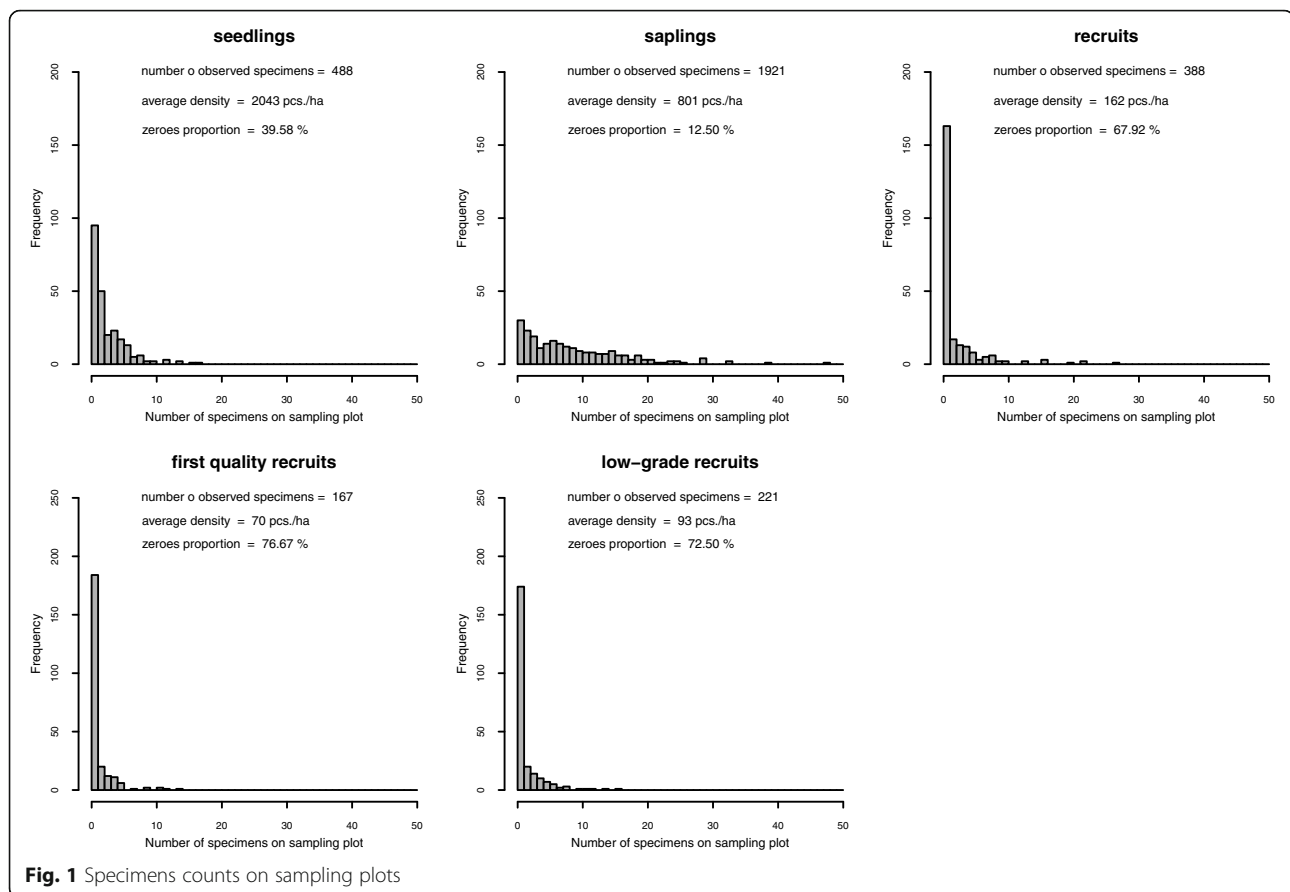 seedlings
number o observed specimens = 488
average density = 2043 pcs./ha
zeroes proportion = 39.58 %
Frequency
0
50
100
150
200
0 10 20 30 40 50
Number of specimens on sampling plot
saplings
number o observed specimens = 1921
average density = 801 pcs./ha
zeroes proportion = 12.50 %
Frequency
0
50
100
150
200
0 10 20 30 40 50
Number of specimens on sampling plot
recruits
number o observed specimens = 388
average density = 162 pcs./ha
zeroes proportion = 67.92 %
Frequency
0
50
100
150
200
0 10 20 30 40 50
Number of specimens on sampling plot
first quality recruits
number o observed specimens = 167
average density = 70 pcs./ha
zeroes proportion = 76.67 %
Frequency
0
50
100
150
200
250
0 10 20 30 40 50
Number of specimens on sampling plot
low−grade recruits
number o observed specimens = 221
average density = 93 pcs./ha
zeroes proportion = 72.50 %
Frequency
0
50
100
150
200
250
0 10 20 30 40 50
Number of specimens on sampling plot
Fig. 1 Specimens counts on sampling plots